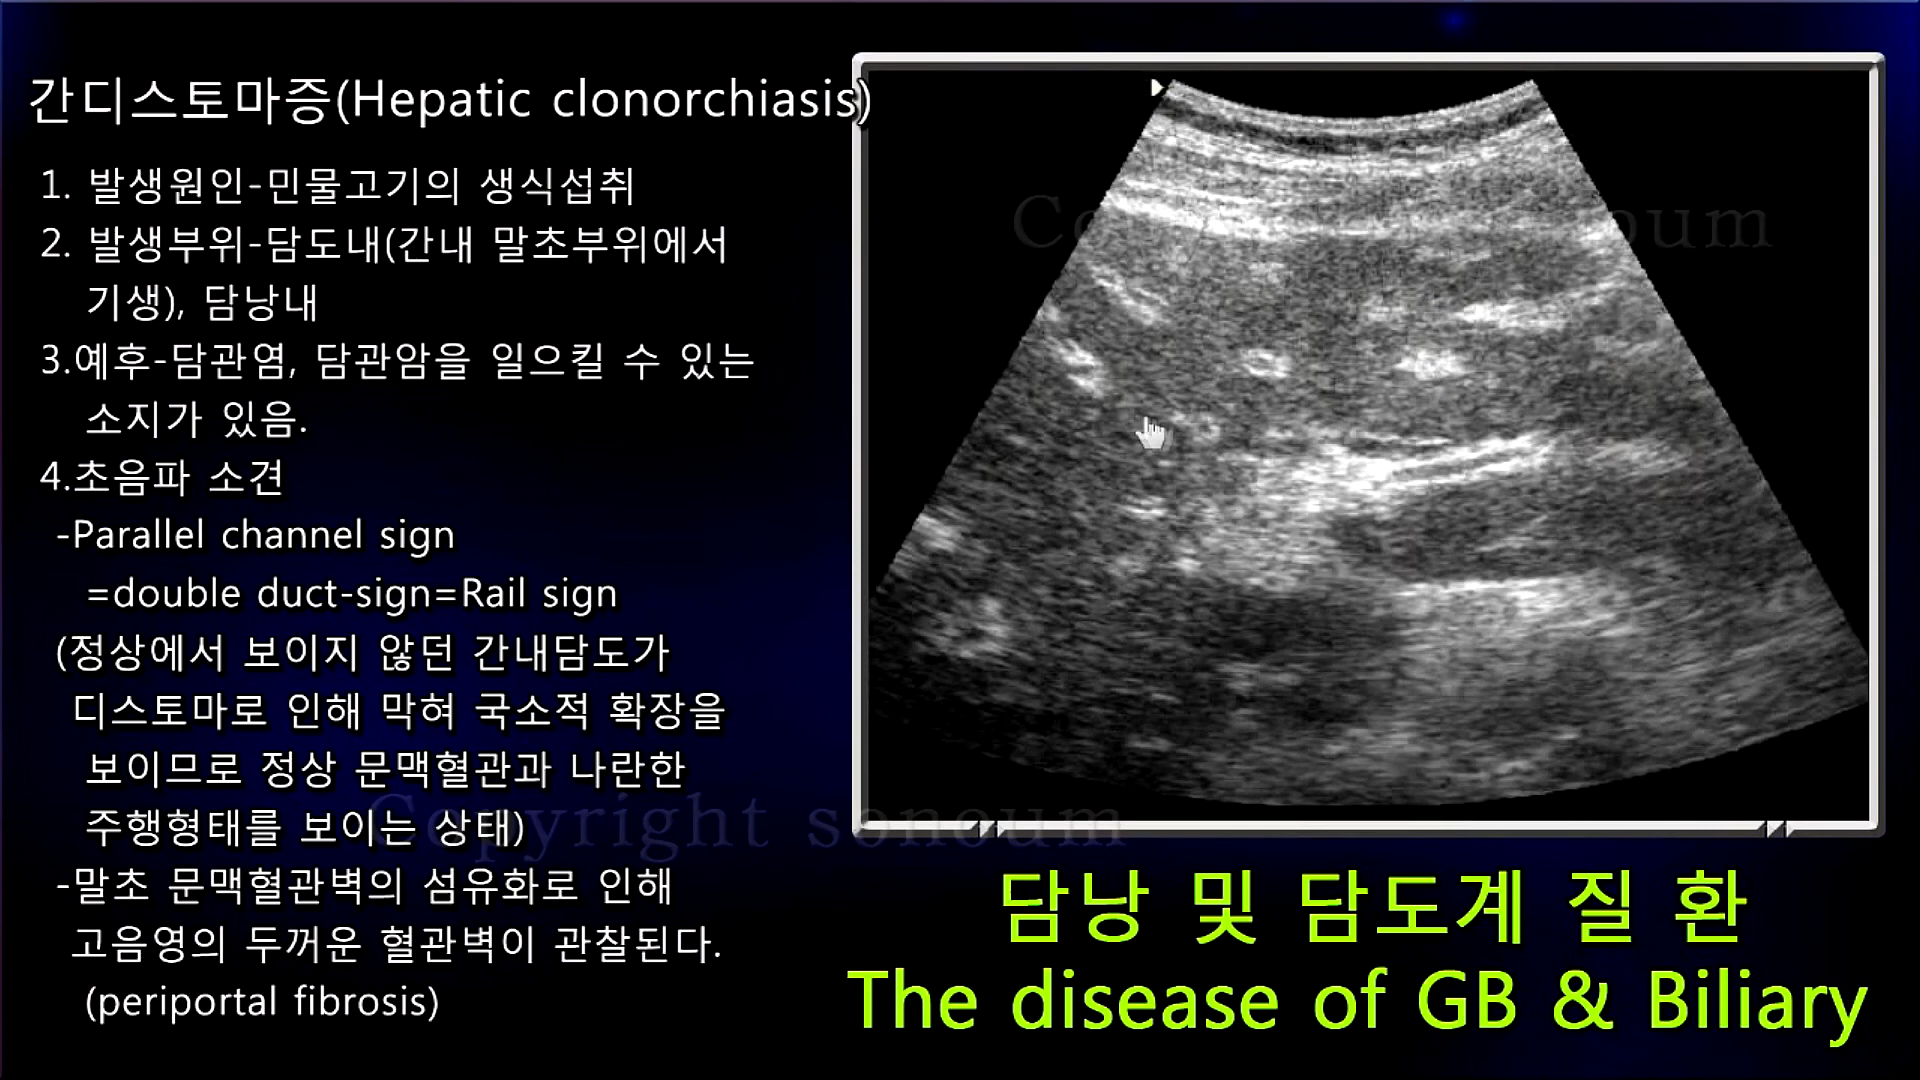 간디스토마증(Hepatic clonorchiasis)
1. 발생원인-민물고기의 생식섭취
2. 발생부위-담도내(간내 말초부위에서
기생), 담낭내
3.예후-담관염, 담관암을 일으킬 수 있는
소지가 있음.
4.초음파 소견
-Parallel channel sign
=double duct-sign=Rail sign
(정상에서 보이지 않던 간내담도가
디스토마로 인해 막혀 국소적 확장을
보이므로 정상 문맥혈관과 나란한
주행형태를 보이는 상태)
-말초 문맥혈관벽의 섬유화로 인해
고음영의 두꺼운 혈관벽이 관찰된다.
(periportal fibrosis)
Copyright sonoum
Copyright sonoum
담낭 및 담도계 질 환
The disease of GB & Biliary